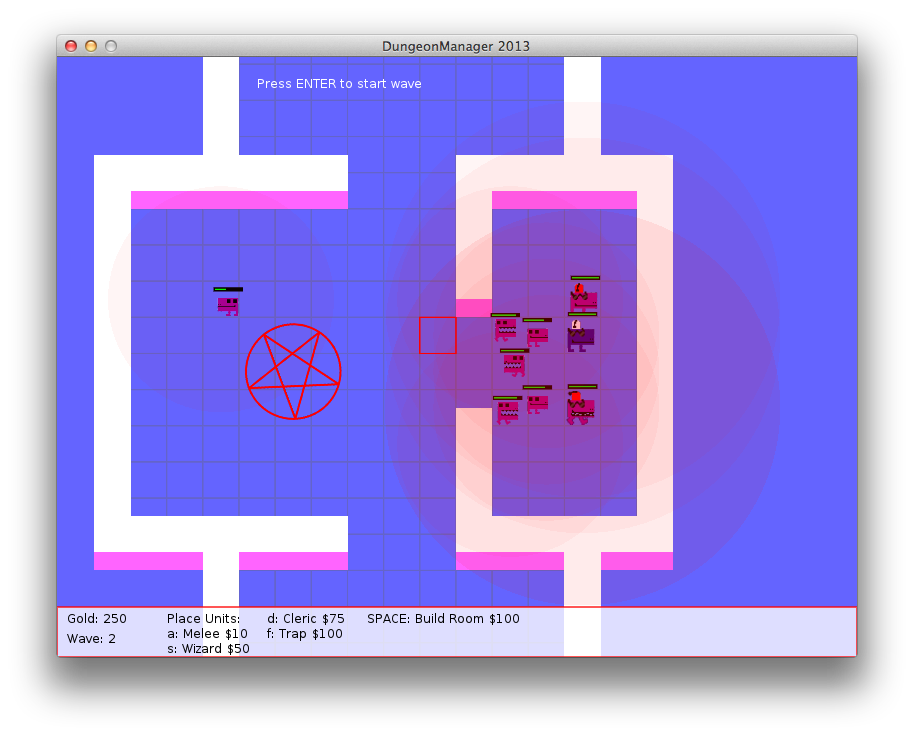 DungeonManager 2013
Press ENTER to start wave
Gold: 250
Wave: 2
Place Units:
a: Melee $10
s: Wizard $50
d: Cleric $75
f: Trap $100
SPACE: Build Room $100